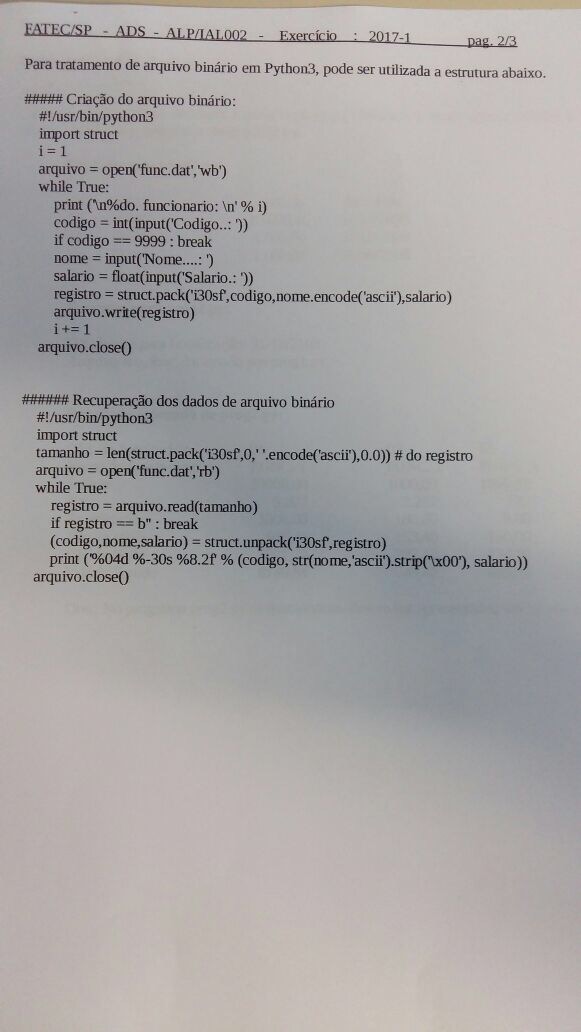 FATEC/SP - ADS - ALP/IAL002 - Exercício : 2017-1 pag. 2/3
Para tratamento de arquivo binário em Python3, pode ser utilizada a estrutura abaixo.
##### Criação do arquivo binário:
#!/usr/bin/python3
import struct
i = 1
arquivo = open('func.dat','wb')
while True:
print ('\n%do. funcionario: \n' % i)
codigo = int(input('Codigo..: '))
if codigo == 9999 : break
nome = input('Nome....: ')
salario = float(input('Salario.: '))
registro = struct.pack('i30sf',codigo,nome.encode('ascii'),salario)
arquivo.write(registro)
i += 1
arquivo.close()
###### Recuperação dos dados de arquivo binário
#!/usr/bin/python3
import struct
tamanho = len(struct.pack('i30sf',0,' '.encode('ascii'),0.0)) # do registro
arquivo = open('func.dat','rb')
while True:
registro = arquivo.read(tamanho)
if registro == b'' : break
(codigo,nome,salario) = struct.unpack('i30sf',registro)
print ('%04d %-30s %8.2f' % (codigo, str(nome,'ascii').strip('\x00'), salario))
arquivo.close()